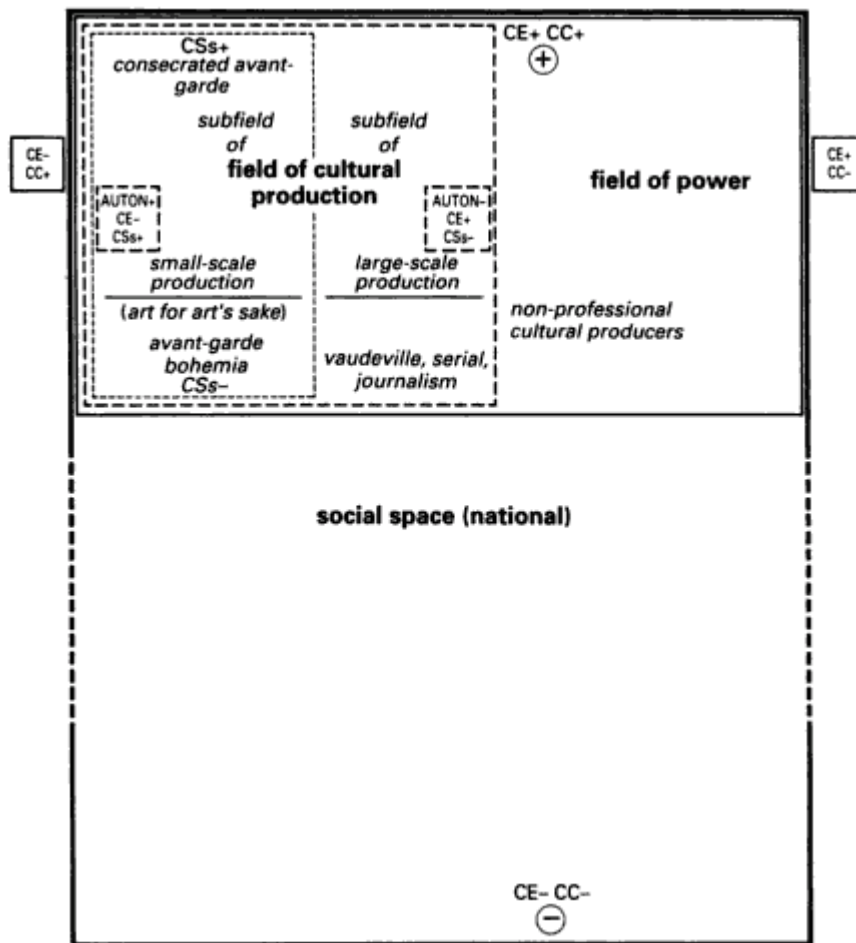 CSs+
consecrated avant-
garde
CE+ CC+
+
subfield
of
subfield
of
field of cultural
production
field of power
CE–
CC+
CE+
CC–
AUTON+
CE–
CSs+
AUTON–
CE+
CSs–
small-scale
production
(art for art's sake)
avant-garde
bohemia
CSs–
large-scale
production
vaudeville, serial,
journalism
non-professional
cultural producers
social space (national)
CE– CC–
–